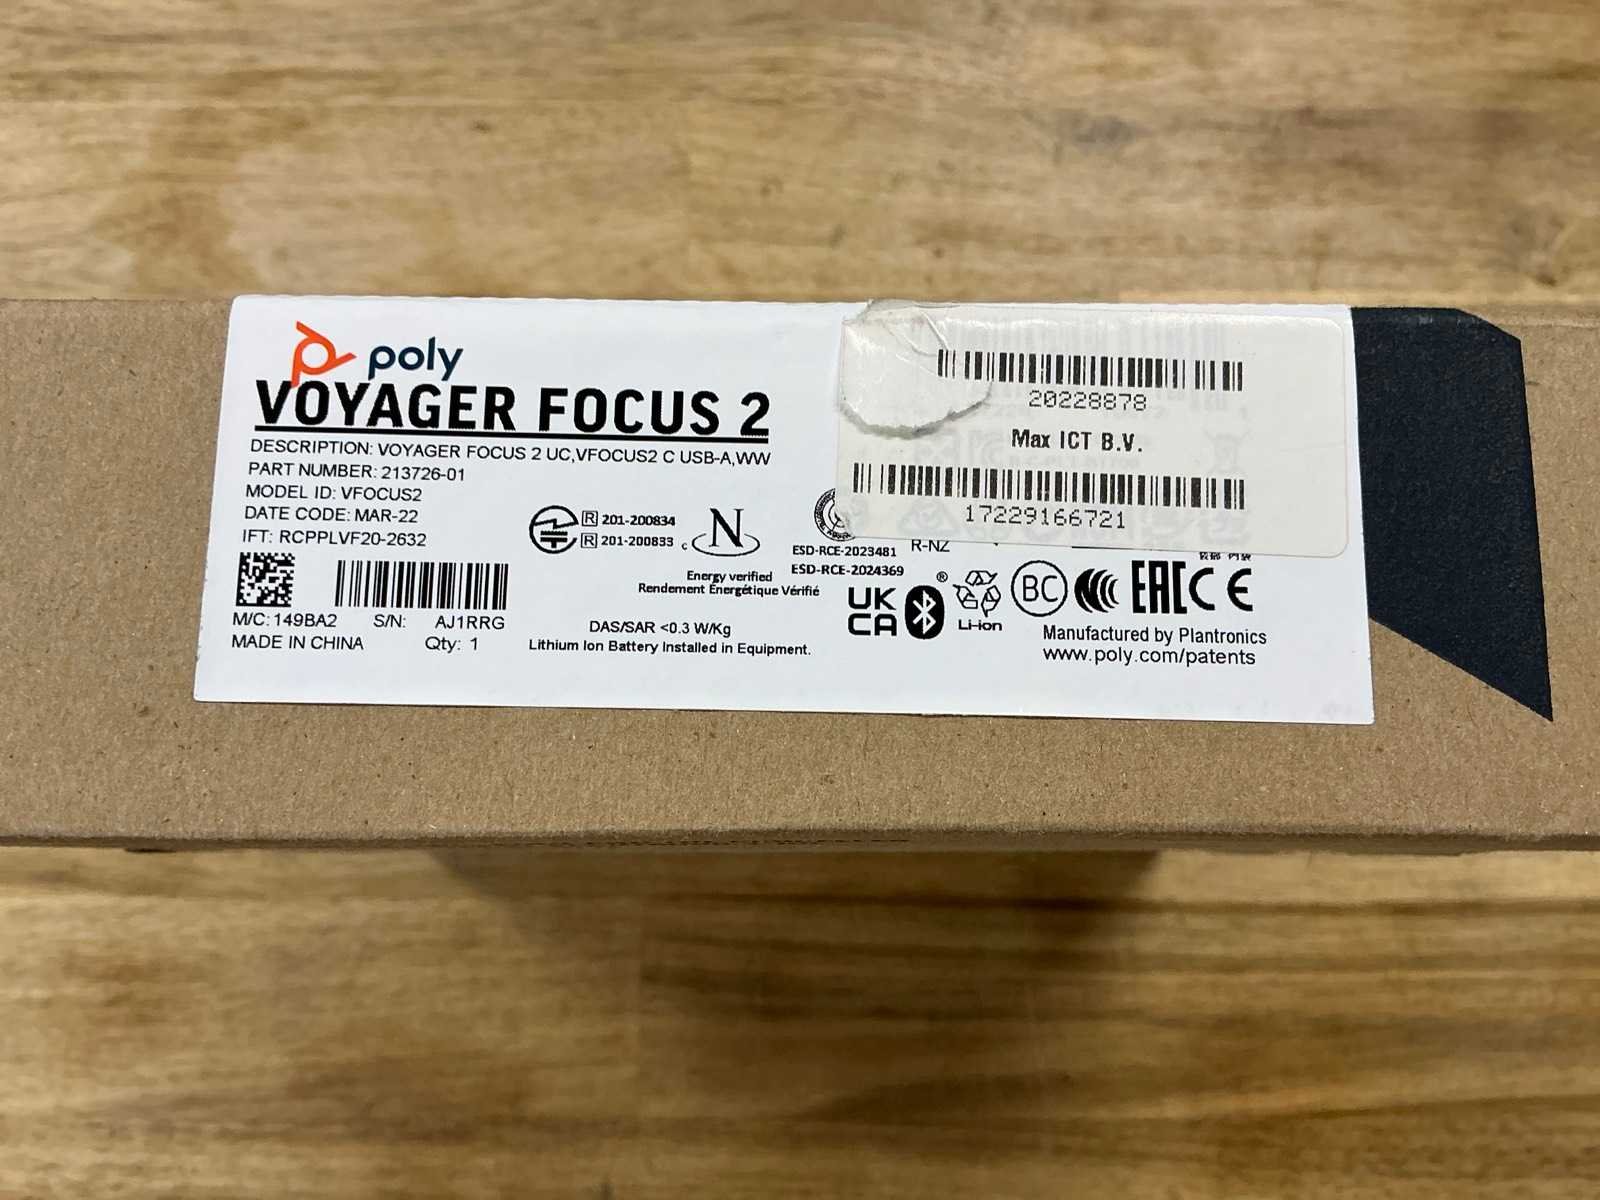 poly
VOYAGER FOCUS 2
DESCRIPTION: VOYAGER FOCUS 2 UC,VFOCUS2 C USB-A,WW
PART NUMBER: 213726-01
MODEL ID: VFOCUS2
DATE CODE: MAR-22
IFT: RCPPLVF20-2632
M/C: 149BA2 S/N: AJ1RRG
MADE IN CHINA Qty: 1
R 201-200834
R 201-200833
c N
Energy verified
Rendement Énergétique Vérifié
DAS/SAR <0.3 W/Kg
Lithium Ion Battery Installed in Equipment.
20228878
Max ICT B.V.
17229166721
R-NZ
ESD-RCE-2023481
ESD-RCE-2024369
UK
CA
®
Li-ion
BC
EAC
CE
Manufactured by Plantronics
www.poly.com/patents